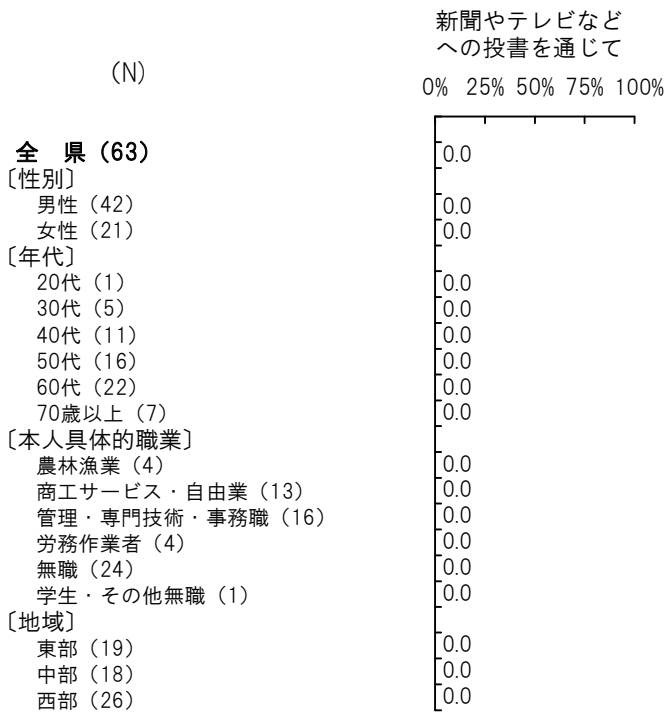 新聞やテレビなど
への投書を通じて
(N)
0% 25% 50% 75% 100%
全　県（63） 0.0
〔性別〕
男性（42） 0.0
女性（21） 0.0
〔年代〕
20代（1） 0.0
30代（5） 0.0
40代（11） 0.0
50代（16） 0.0
60代（22） 0.0
70歳以上（7） 0.0
〔本人具体的職業〕
農林漁業（4） 0.0
商工サービス・自由業（13） 0.0
管理・専門技術・事務職（16） 0.0
労務作業者（4） 0.0
無職（24） 0.0
学生・その他無職（1） 0.0
〔地域〕
東部（19） 0.0
中部（18） 0.0
西部（26） 0.0